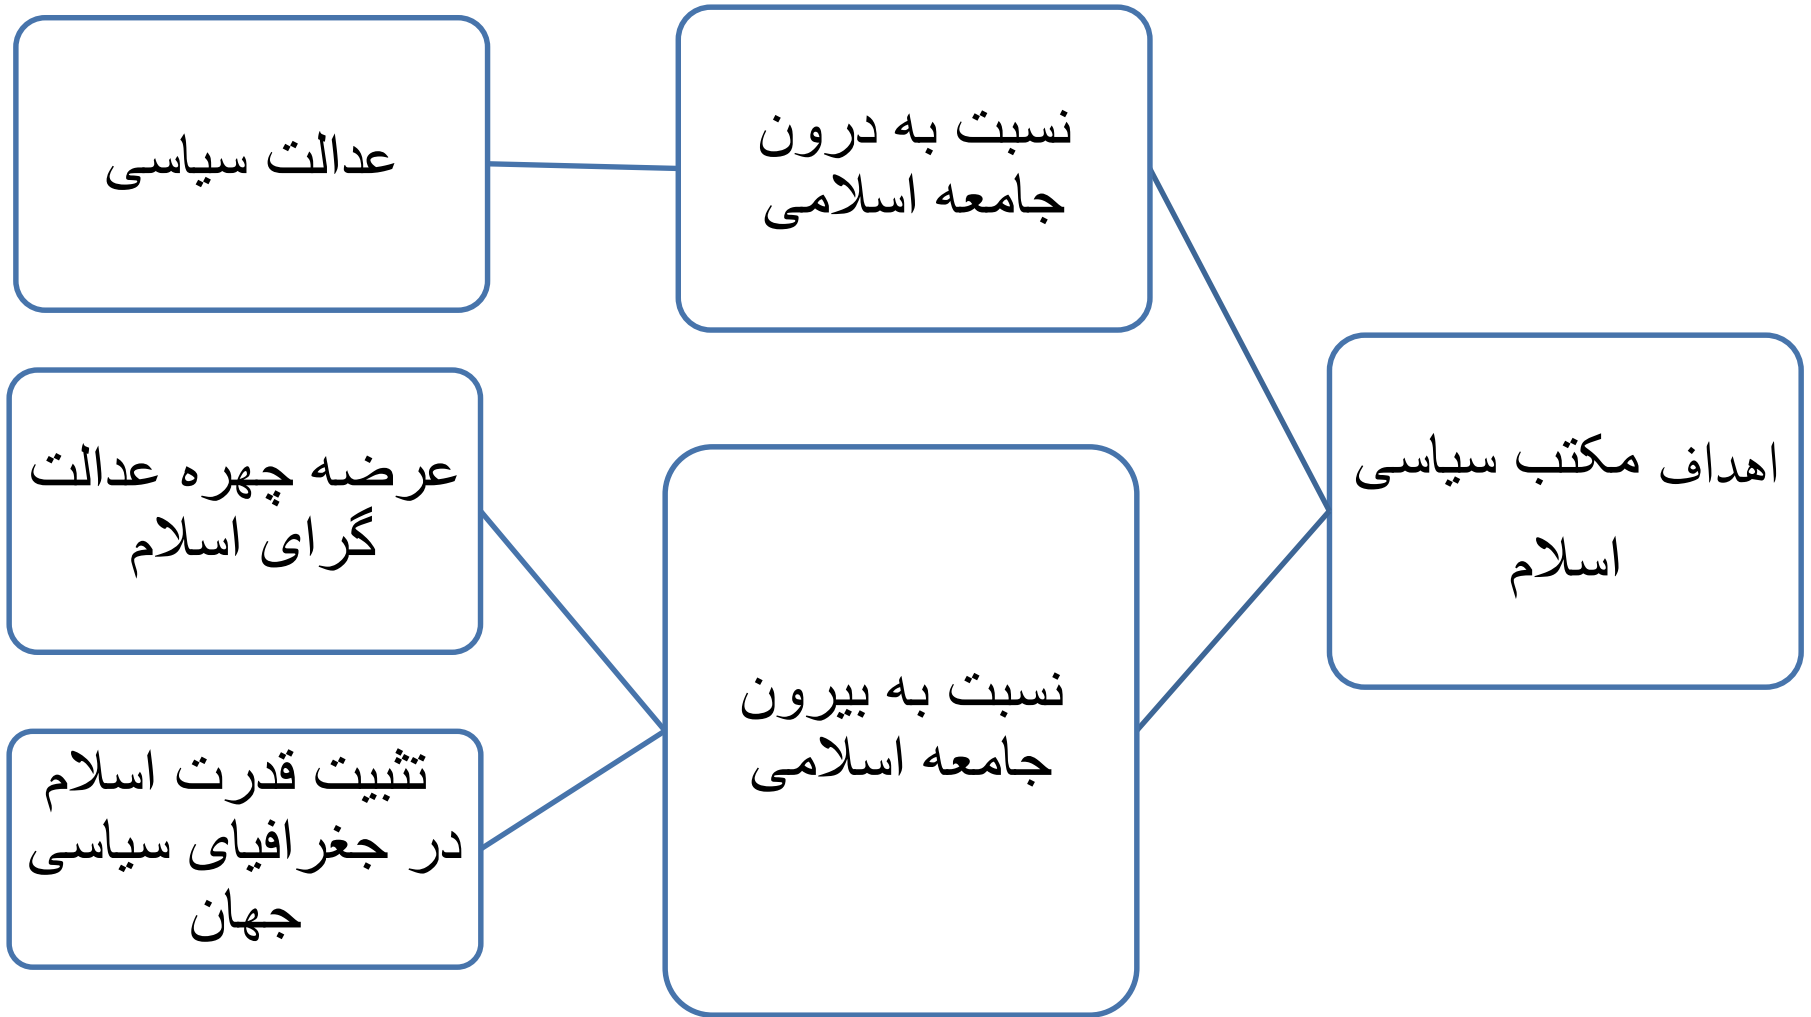 اهداف مکتب سیاسی
اسلام
نسبت به درون
جامعه اسلامی
عدالت سیاسی
نسبت به بیرون
جامعه اسلامی
عرضه چهره عدالت
گرای اسلام
تثبیت قدرت اسلام
در جغرافیای سیاسی
جهان